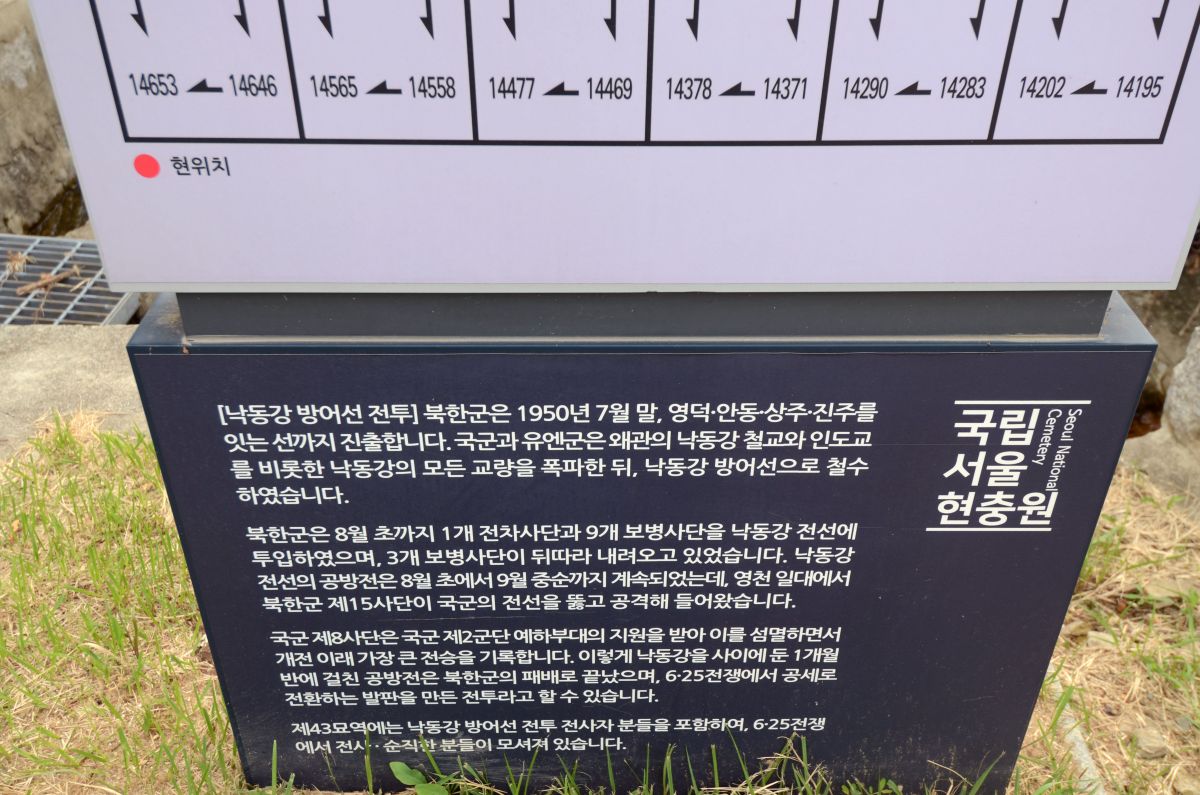 14653 14646 14565 14558 14477 14469 14378 14371 14290 14283 14202 14195
현위치
[낙동강 방어선 전투] 북한군은 1950년 7월 말, 영덕·안동·상주·진주를
잇는 선까지 진출합니다. 국군과 유엔군은 왜관의 낙동강 철교와 인도교
를 비롯한 낙동강의 모든 교량을 폭파한 뒤, 낙동강 방어선으로 철수
하였습니다.
북한군은 8월 초까지 1개 전차사단과 9개 보병사단을 낙동강 전선에
투입하였으며, 3개 보병사단이 뒤따라 내려오고 있었습니다. 낙동강
전선의 공방전은 8월 초에서 9월 중순까지 계속되었는데, 영천 일대에서
북한군 제15사단이 국군의 전선을 뚫고 공격해 들어왔습니다.
국군 제8사단은 국군 제2군단 예하부대의 지원을 받아 이를 섬멸하면서
개전 이래 가장 큰 전승을 기록합니다. 이렇게 낙동강을 사이에 둔 1개월
반에 걸친 공방전은 북한군의 패배로 끝났으며, 6·25전쟁에서 공세로
전환하는 발판을 만든 전투라고 할 수 있습니다.
제43묘역에는 낙동강 방어선 전투 전사자 분들을 포함하여, 6·25전쟁
에서 전사·순직한 분들이 모셔져 있습니다.
국립
서울
현충원
Seoul National
Cemetery